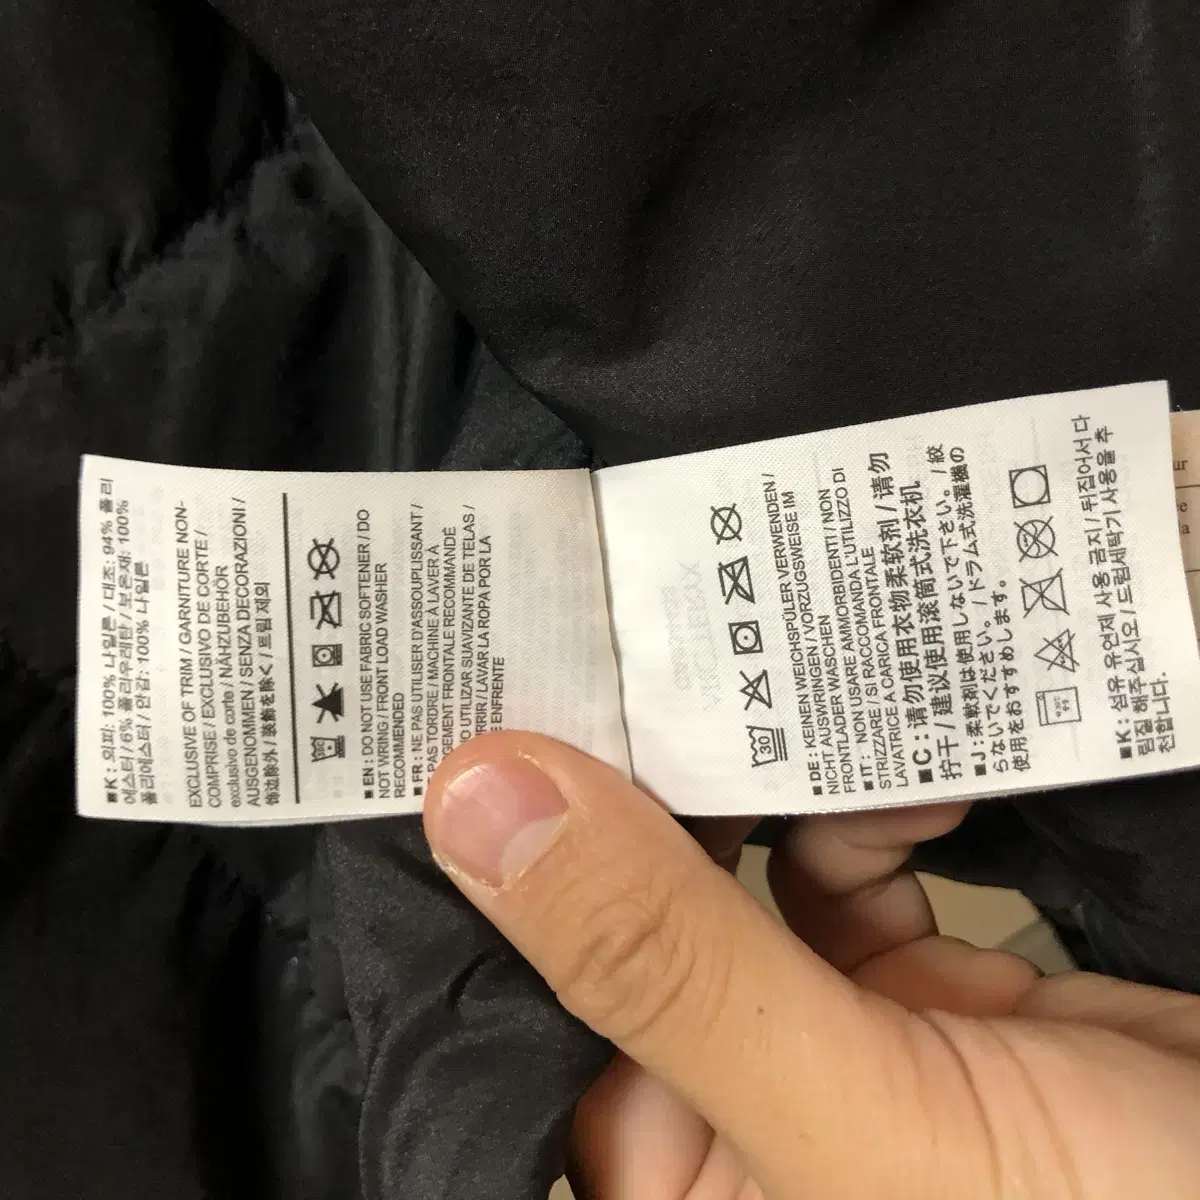 ■K : 외피: 100% 나일론 / 대조: 94% 폴리
에스터 / 6% 폴리우레탄 / 보온재: 100%
폴리에스터 / 안감: 100% 나일론
EXCLUSIVE OF TRIM / GARNITURE NON-
COMPRISE / EXCLUSIVO DE CORTE /
exclusivo de corte / NÄHZUBEHÖR
AUSGENOMMEN / SENZA DECORAZIONI /
饰边除外 / 装飾を除く / 트림 제외
■EN : DO NOT USE FABRIC SOFTENER / DO
NOT WRING / FRONT LOAD WASHER
RECOMMENDED
■FR : NE PAS UTILISER D'ASSOUPLISSANT /
PAS TORDRE / MACHINE À LAVER À
GEMENT FRONTALE RECOMMANDÉ
UTILIZAR SUAVIZANTE DE TELAS /
/ LAVAR LA ROPA POR LA
ENFRENTE
30
■DE : KEINEN WEICHSPÜLER VERWENDEN /
NICHT AUSWRINGEN / VORZUGSWEISE IM
FRONTLADER WASCHEN
■IT : NON USARE AMMORBIDENTI / NON
STRIZZARE / SI RACCOMANDA L'UTILIZZO DI
LAVATRICE A CARICA FRONTALE
■C : 请勿使用衣物柔软剂 / 请勿
拧干 / 建议使用滚筒式洗衣机
■J : 柔軟剤は使用しないで下さい。/ 絞
らないでください。/ ドラム式洗濯機の
使用をおすすめします。
■K : 섬유 유연제 사용 금지 / 뒤집어서 다
림질 해주십시오 / 드럼세탁기 사용을 추
천합니다.